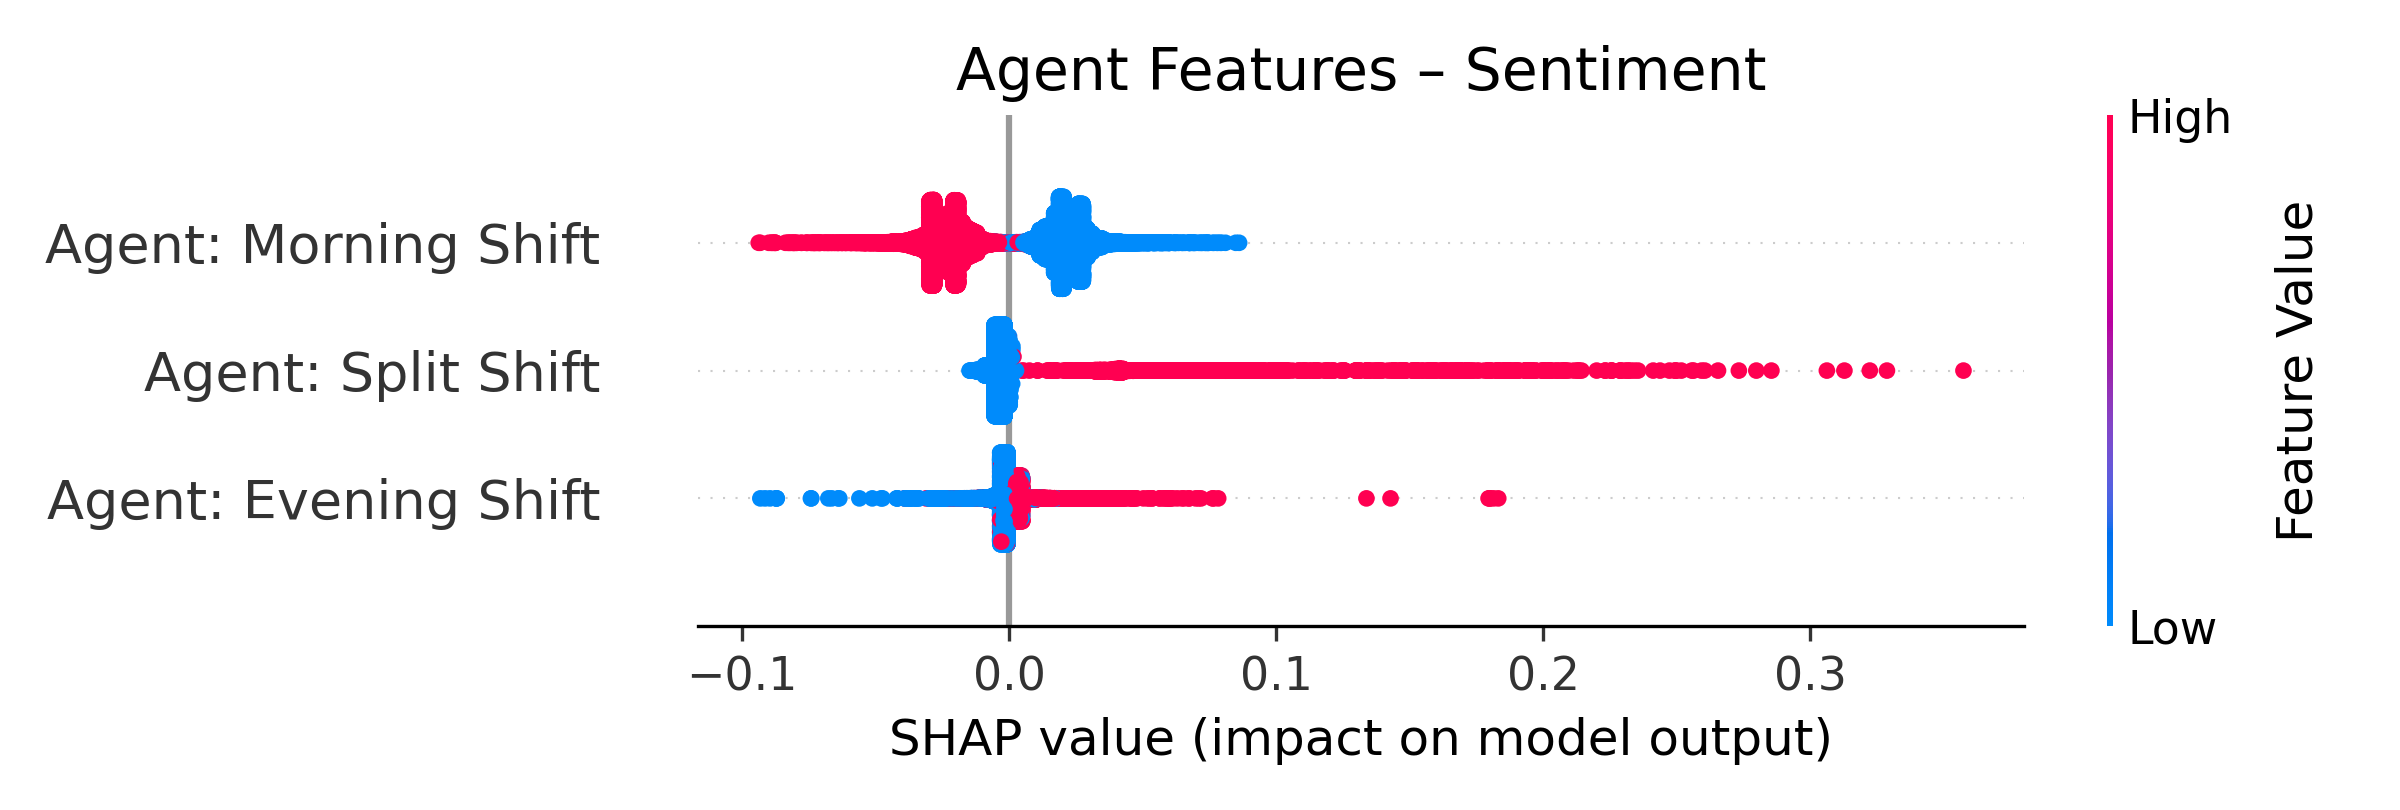 Agent Features – Sentiment
High
Agent: Morning Shift
Agent: Split Shift
Agent: Evening Shift
Feature Value
Low
−0.1 0.0 0.1 0.2 0.3
SHAP value (impact on model output)